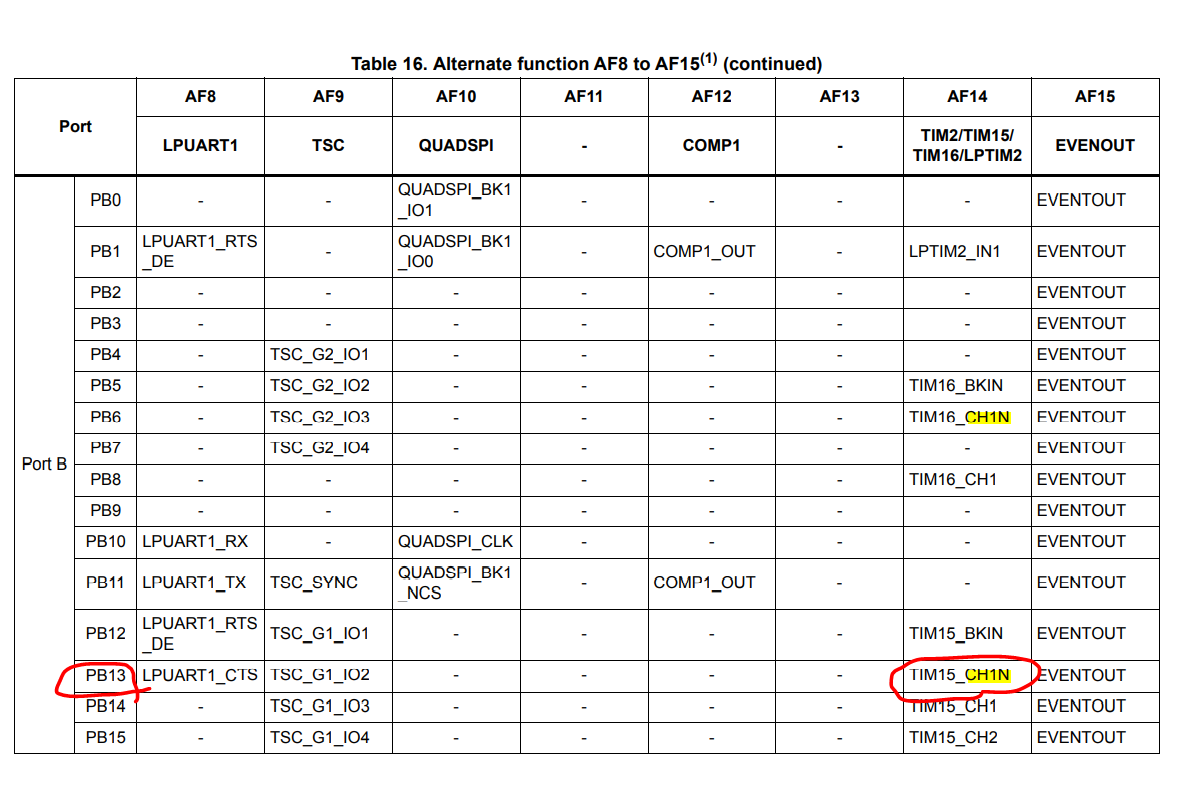 Table 16. Alternate function AF8 to AF15(1) (continued)
Port AF8 AF9 AF10 AF11 AF12 AF13 AF14 AF15
LPUART1 TSC QUADSPI - COMP1 - TIM2/TIM15/ TIM16/LPTIM2 EVENOUT
Port B
PB0 - - QUADSPI_BK1_IO1 - - - - EVENTOUT
PB1 LPUART1_RTS_DE - QUADSPI_BK1_IO0 - COMP1_OUT - LPTIM2_IN1 EVENTOUT
PB2 - - - - - - - EVENTOUT
PB3 - - - - - - - EVENTOUT
PB4 - TSC_G2_IO1 - - - - - EVENTOUT
PB5 - TSC_G2_IO2 - - - - TIM16_BKIN EVENTOUT
PB6 - TSC_G2_IO3 - - - - TIM16_CH1N EVENTOUT
PB7 - TSC_G2_IO4 - - - - - EVENTOUT
PB8 - - - - - - TIM16_CH1 EVENTOUT
PB9 - - - - - - - EVENTOUT
PB10 LPUART1_RX - QUADSPI_CLK - - - - EVENTOUT
PB11 LPUART1_TX TSC_SYNC QUADSPI_BK1_NCS - COMP1_OUT - - EVENTOUT
PB12 LPUART1_RTS_DE TSC_G1_IO1 - - - - TIM15_BKIN EVENTOUT
PB13 LPUART1_CTS TSC_G1_IO2 - - - - TIM15_CH1N EVENTOUT
PB14 - TSC_G1_IO3 - - - - TIM15_CH1 EVENTOUT
PB15 - TSC_G1_IO4 - - - - TIM15_CH2 EVENTOUT